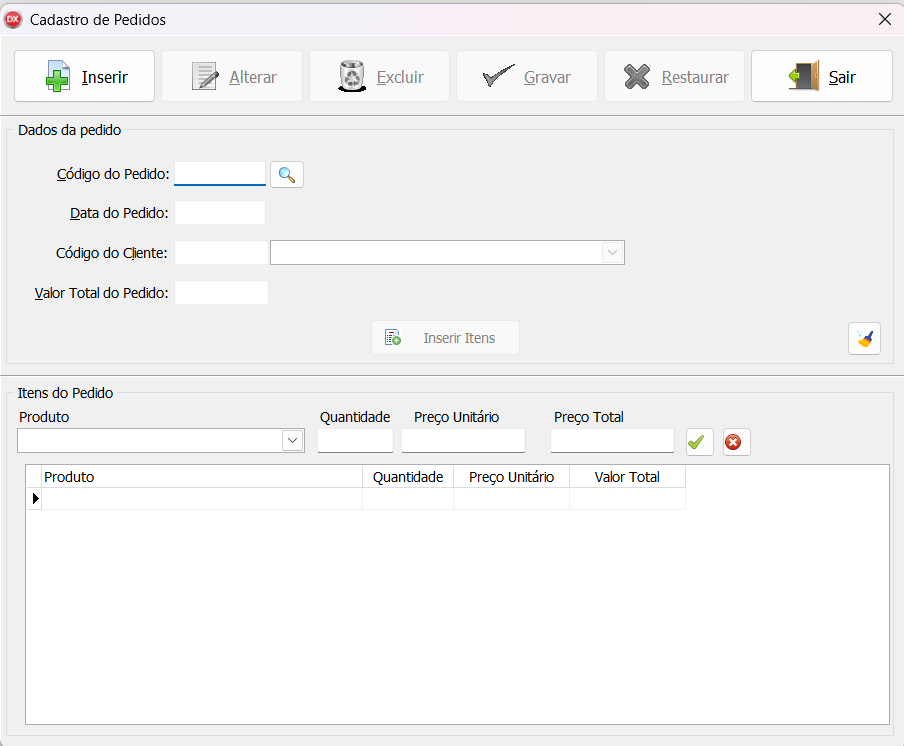 DX Cadastro de Pedidos
Inserir Alterar Excluir Gravar Restaurar Sair
Dados da pedido
Código do Pedido:
Data do Pedido:
Código do Cliente:
Valor Total do Pedido:
Inserir Itens
Itens do Pedido
Produto Quantidade Preço Unitário Preço Total
Produto Quantidade Preço Unitário Valor Total